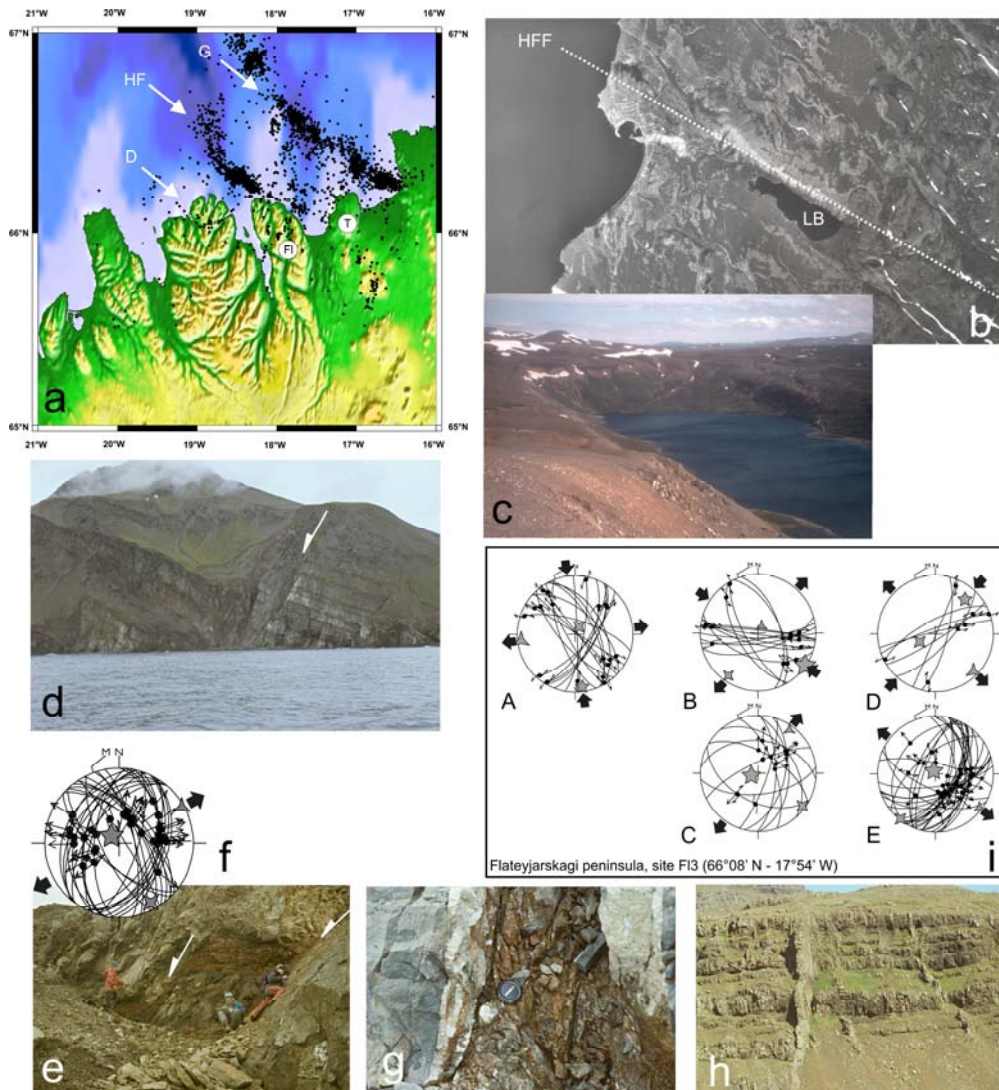 21°W 20°W 19°W 18°W 17°W 16°W
67°N 67°N
G
HF
D
T
Fl
66°N 66°N
a
65°N 65°N
21°W 20°W 19°W 18°W 17°W 16°W
HFF
LB
b
c
d
M N
f
e
g
h
M N
M N
M N
A
B
D
M N
M N
C
E
i
Flateyjarskagi peninsula, site Fl3 (66°08' N - 17°54' W)